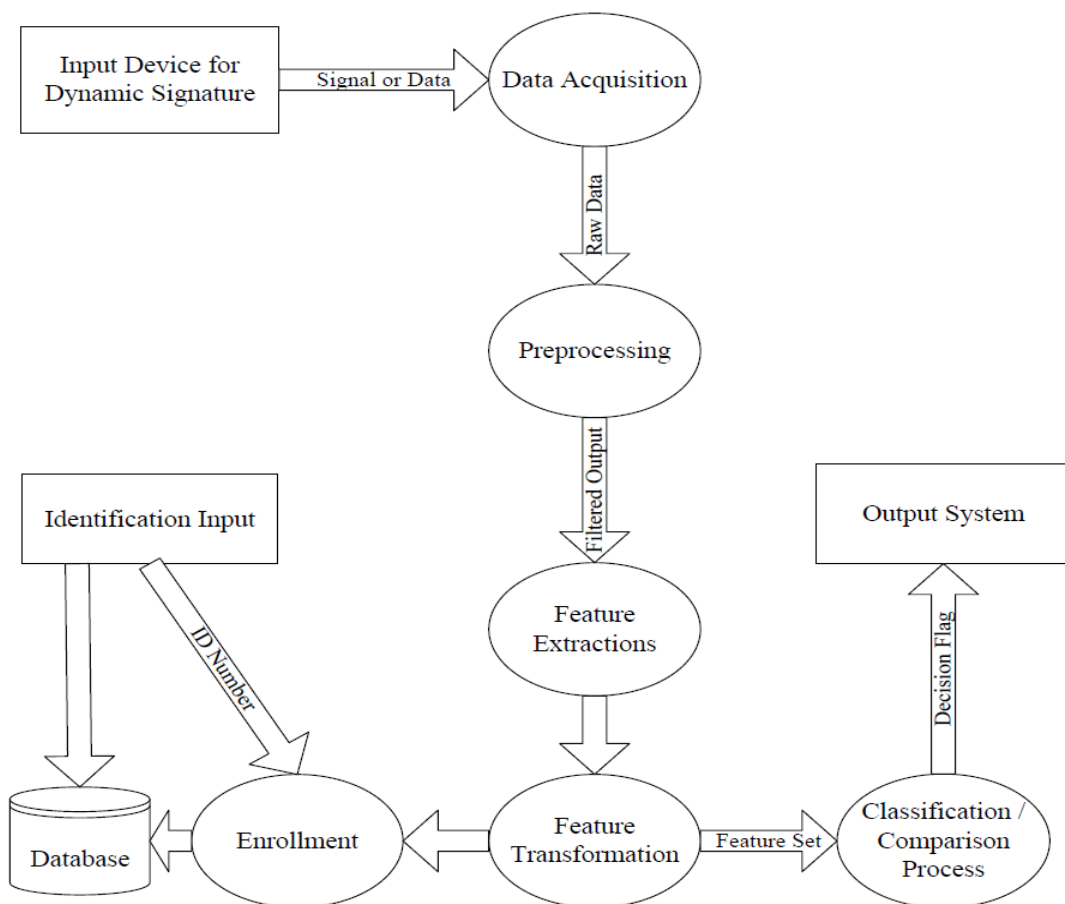 Input Device for
Dynamic Signature
Signal or Data
Data Acquisition
Raw Data
Preprocessing
Filtered Output
Identification Input
Output System
Feature
Extractions
ID Number
Decision Flag
Database
Enrollment
Feature
Transformation
Feature Set
Classification /
Comparison
Process